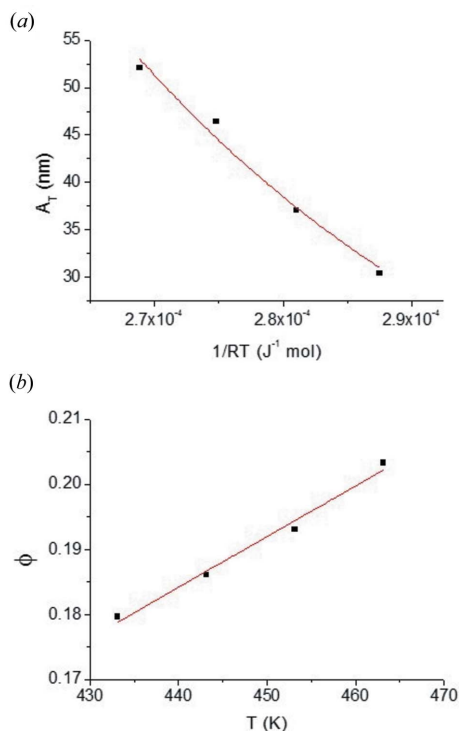 (a)
55
50
45
40
35
30
A_T (nm)
2.7x10^-4 2.8x10^-4 2.9x10^-4
1/RT (J^-1 mol)
(b)
0.21
0.20
0.19
0.18
0.17
ϕ
430 440 450 460 470
T (K)